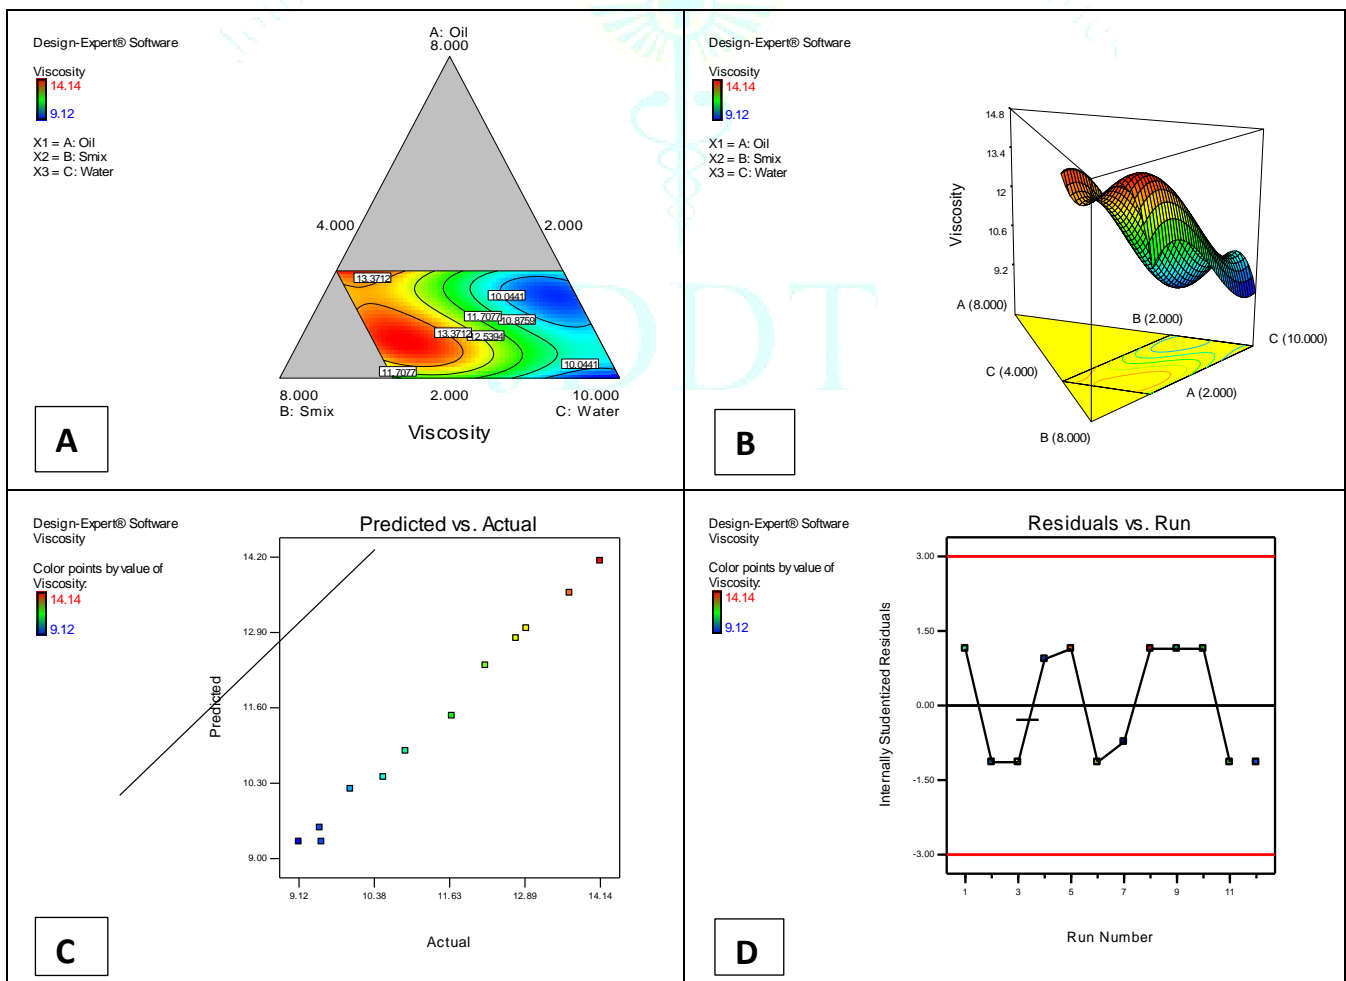 Design-Expert® Software
Viscosity
14.14
9.12
X1 = A: Oil
X2 = B: Smix
X3 = C: Water
A: Oil
8.000
4.000
2.000
13.3712
10.0441
11.7077
10.8759
13.3712
12.5394
10.0441
11.7077
8.000
2.000
10.000
B: Smix
C: Water
Viscosity
A
Design-Expert® Software
Viscosity
14.14
9.12
X1 = A: Oil
X2 = B: Smix
X3 = C: Water
14.8
13.4
12
10.6
9.2
Viscosity
A (8.000)
B (2.000)
C (10.000)
C (4.000)
A (2.000)
B (8.000)
B
JDDT
Design-Expert® Software
Viscosity
Color points by value of
Viscosity:
14.14
9.12
Predicted vs. Actual
14.20
12.90
11.60
10.30
9.00
Predicted
9.12
10.38
11.63
12.89
14.14
Actual
C
Design-Expert® Software
Viscosity
Color points by value of
Viscosity:
14.14
9.12
Residuals vs. Run
3.00
1.50
0.00
-1.50
-3.00
Internally Studentized Residuals
1
3
5
7
9
11
Run Number
D